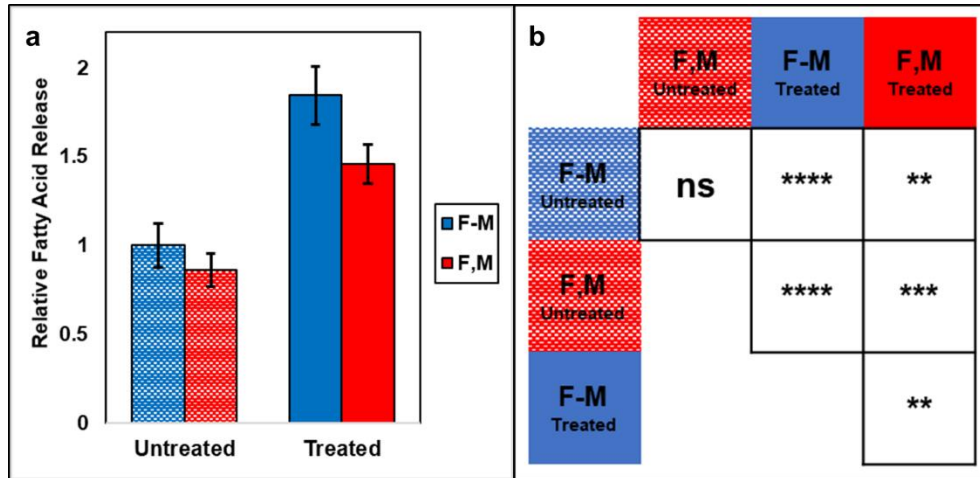 a
Relative Fatty Acid Release
2
1.5
1
0.5
0
Untreated
Treated
F-M
F,M
b
F,M
Untreated
F-M
Treated
F,M
Treated
F-M
Untreated
ns
****
**
F,M
Untreated
****
***
F-M
Treated
**